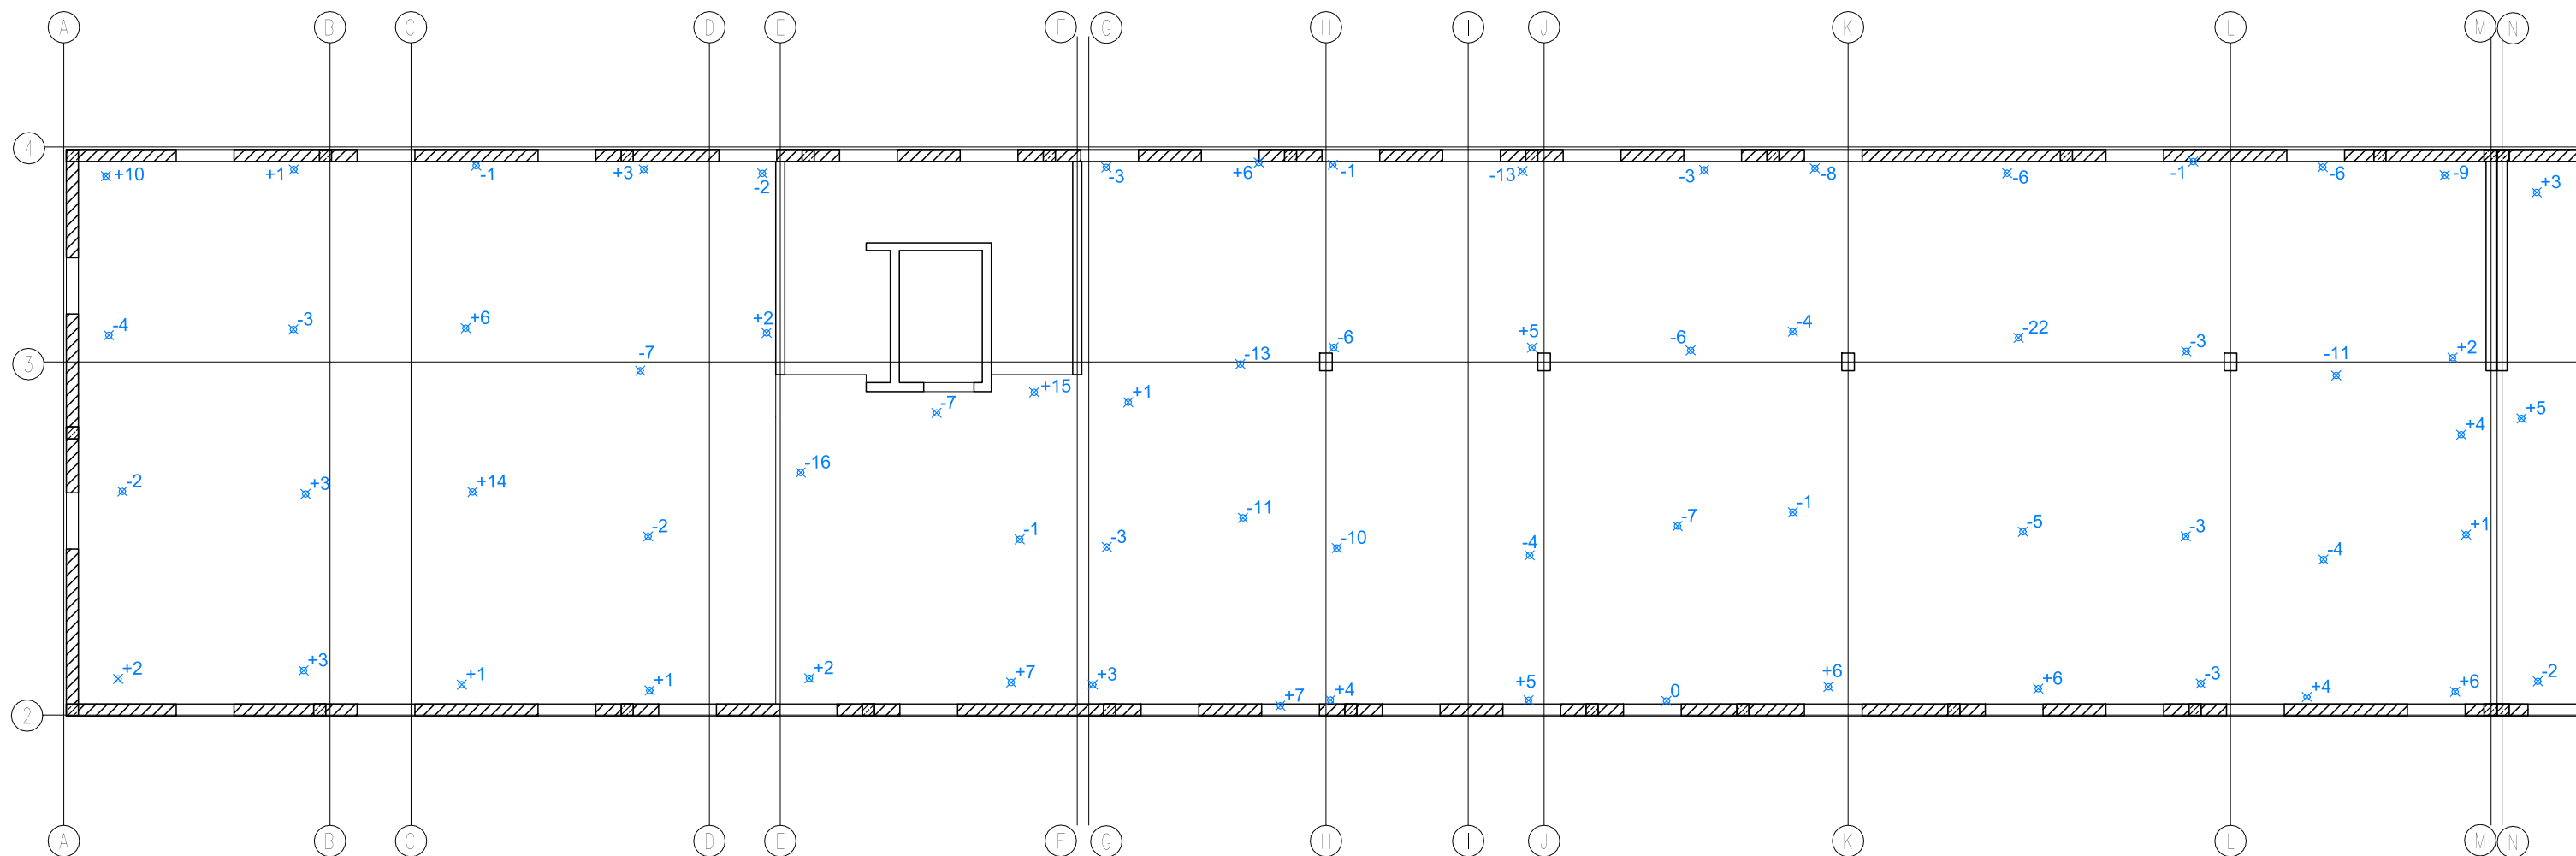 A B C D E F G H I J K L M N
4
+10 +1 -1 +3 -2 -3 +6 -1 -13 -3 -8 -6 -1 -6 -9 +3
-4 -3 +6 -7 +2 -13 -6 +5 -6 -4 -22 -3 -11 +2
3
-7 +15 +1 +4 +5
-2 +3 +14 -2 -16 -1 -3 -11 -10 -4 -7 -1 -5 -3 -4 +1
+2 +3 +1 +1 +2 +7 +3 +7 +4 +5 0 +6 +6 -3 +4 +6 -2
2
A B C D E F G H I J K L M N